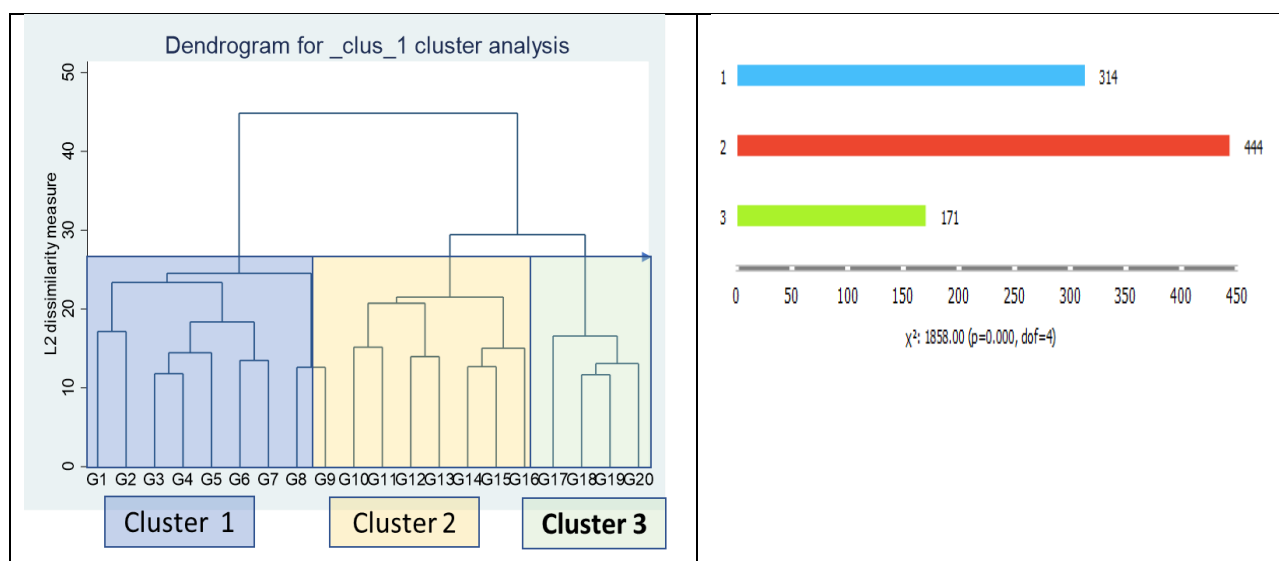 Dendrogram for _clus_1 cluster analysis
L2 dissimilarity measure
50
40
30
20
10
0
G1 G2 G3 G4 G5 G6 G7 G8 G9 G10 G11 G12 G13 G14 G15 G16 G17 G18 G19 G20
Cluster 1
Cluster 2
Cluster 3
1 314
2 444
3 171
0 50 100 150 200 250 300 350 400 450
χ²: 1858.00 (p=0.000, dof=4)